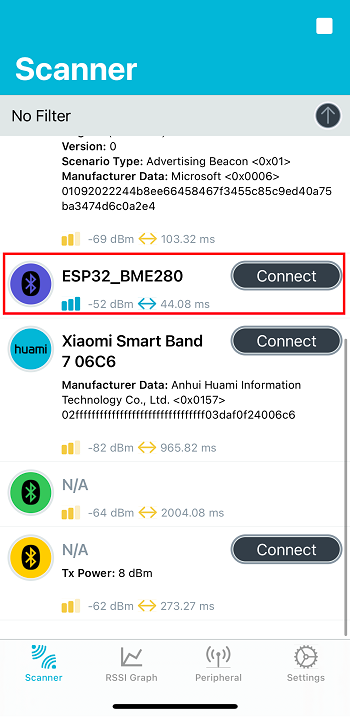 Scanner
No Filter
Version: 0
Scenario Type: Advertising Beacon <0x01>
Manufacturer Data: Microsoft <0x0006>
01092022244b8ee66458467f3455c85c9ed40a75
ba3474d6c0a2e4
-69 dBm 103.32 ms
ESP32_BME280
Connect
-52 dBm 44.08 ms
huami
Xiaomi Smart Band
7 06C6
Connect
Manufacturer Data: Anhui Huami Information
Technology Co., Ltd. <0x0157>
02ffffffffffffffffffffffffffffffffff03daf0f24006c6
-82 dBm 965.82 ms
N/A
-64 dBm 2004.08 ms
N/A
Connect
Tx Power: 8 dBm
-62 dBm 273.27 ms
Scanner
RSSI Graph
Peripheral
Settings